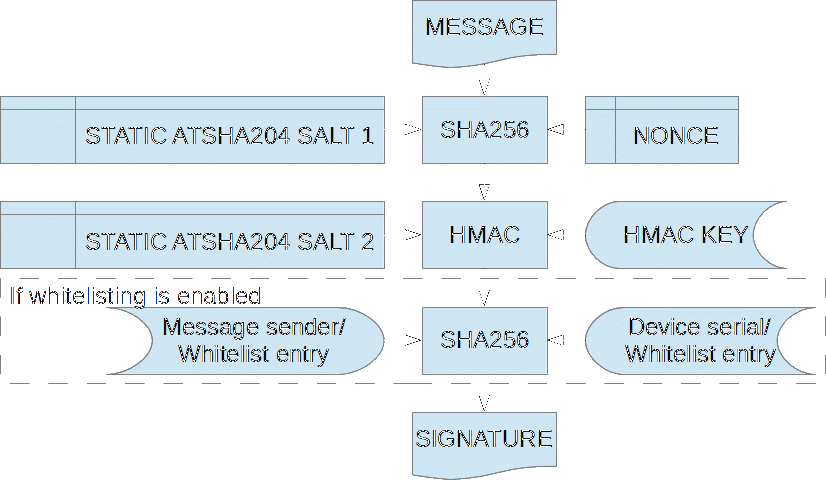 MESSAGE
STATIC ATSHA204 SALT 1
SHA256
NONCE
STATIC ATSHA204 SALT 2
HMAC
HMAC KEY
If whitelisting is enabled
Message sender/
Whitelist entry
SHA256
Device serial/
Whitelist entry
SIGNATURE